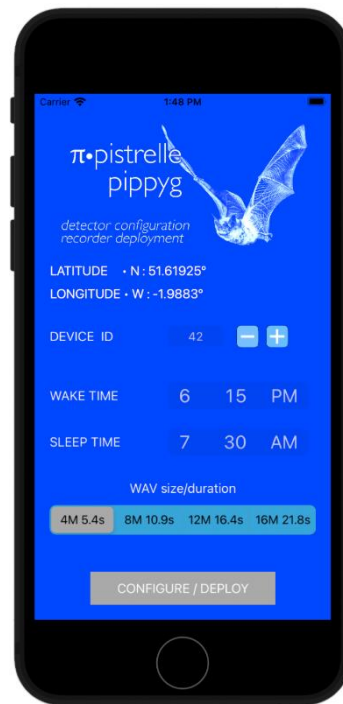 Carrier 1:48 PM
π•pistrelle
pippyg
detector configuration
recorder deployment
LATITUDE • N : 51.61925°
LONGITUDE • W : -1.9883°
DEVICE ID 42 − +
WAKE TIME 6 15 PM
SLEEP TIME 7 30 AM
WAV size/duration
4M 5.4s 8M 10.9s 12M 16.4s 16M 21.8s
CONFIGURE / DEPLOY